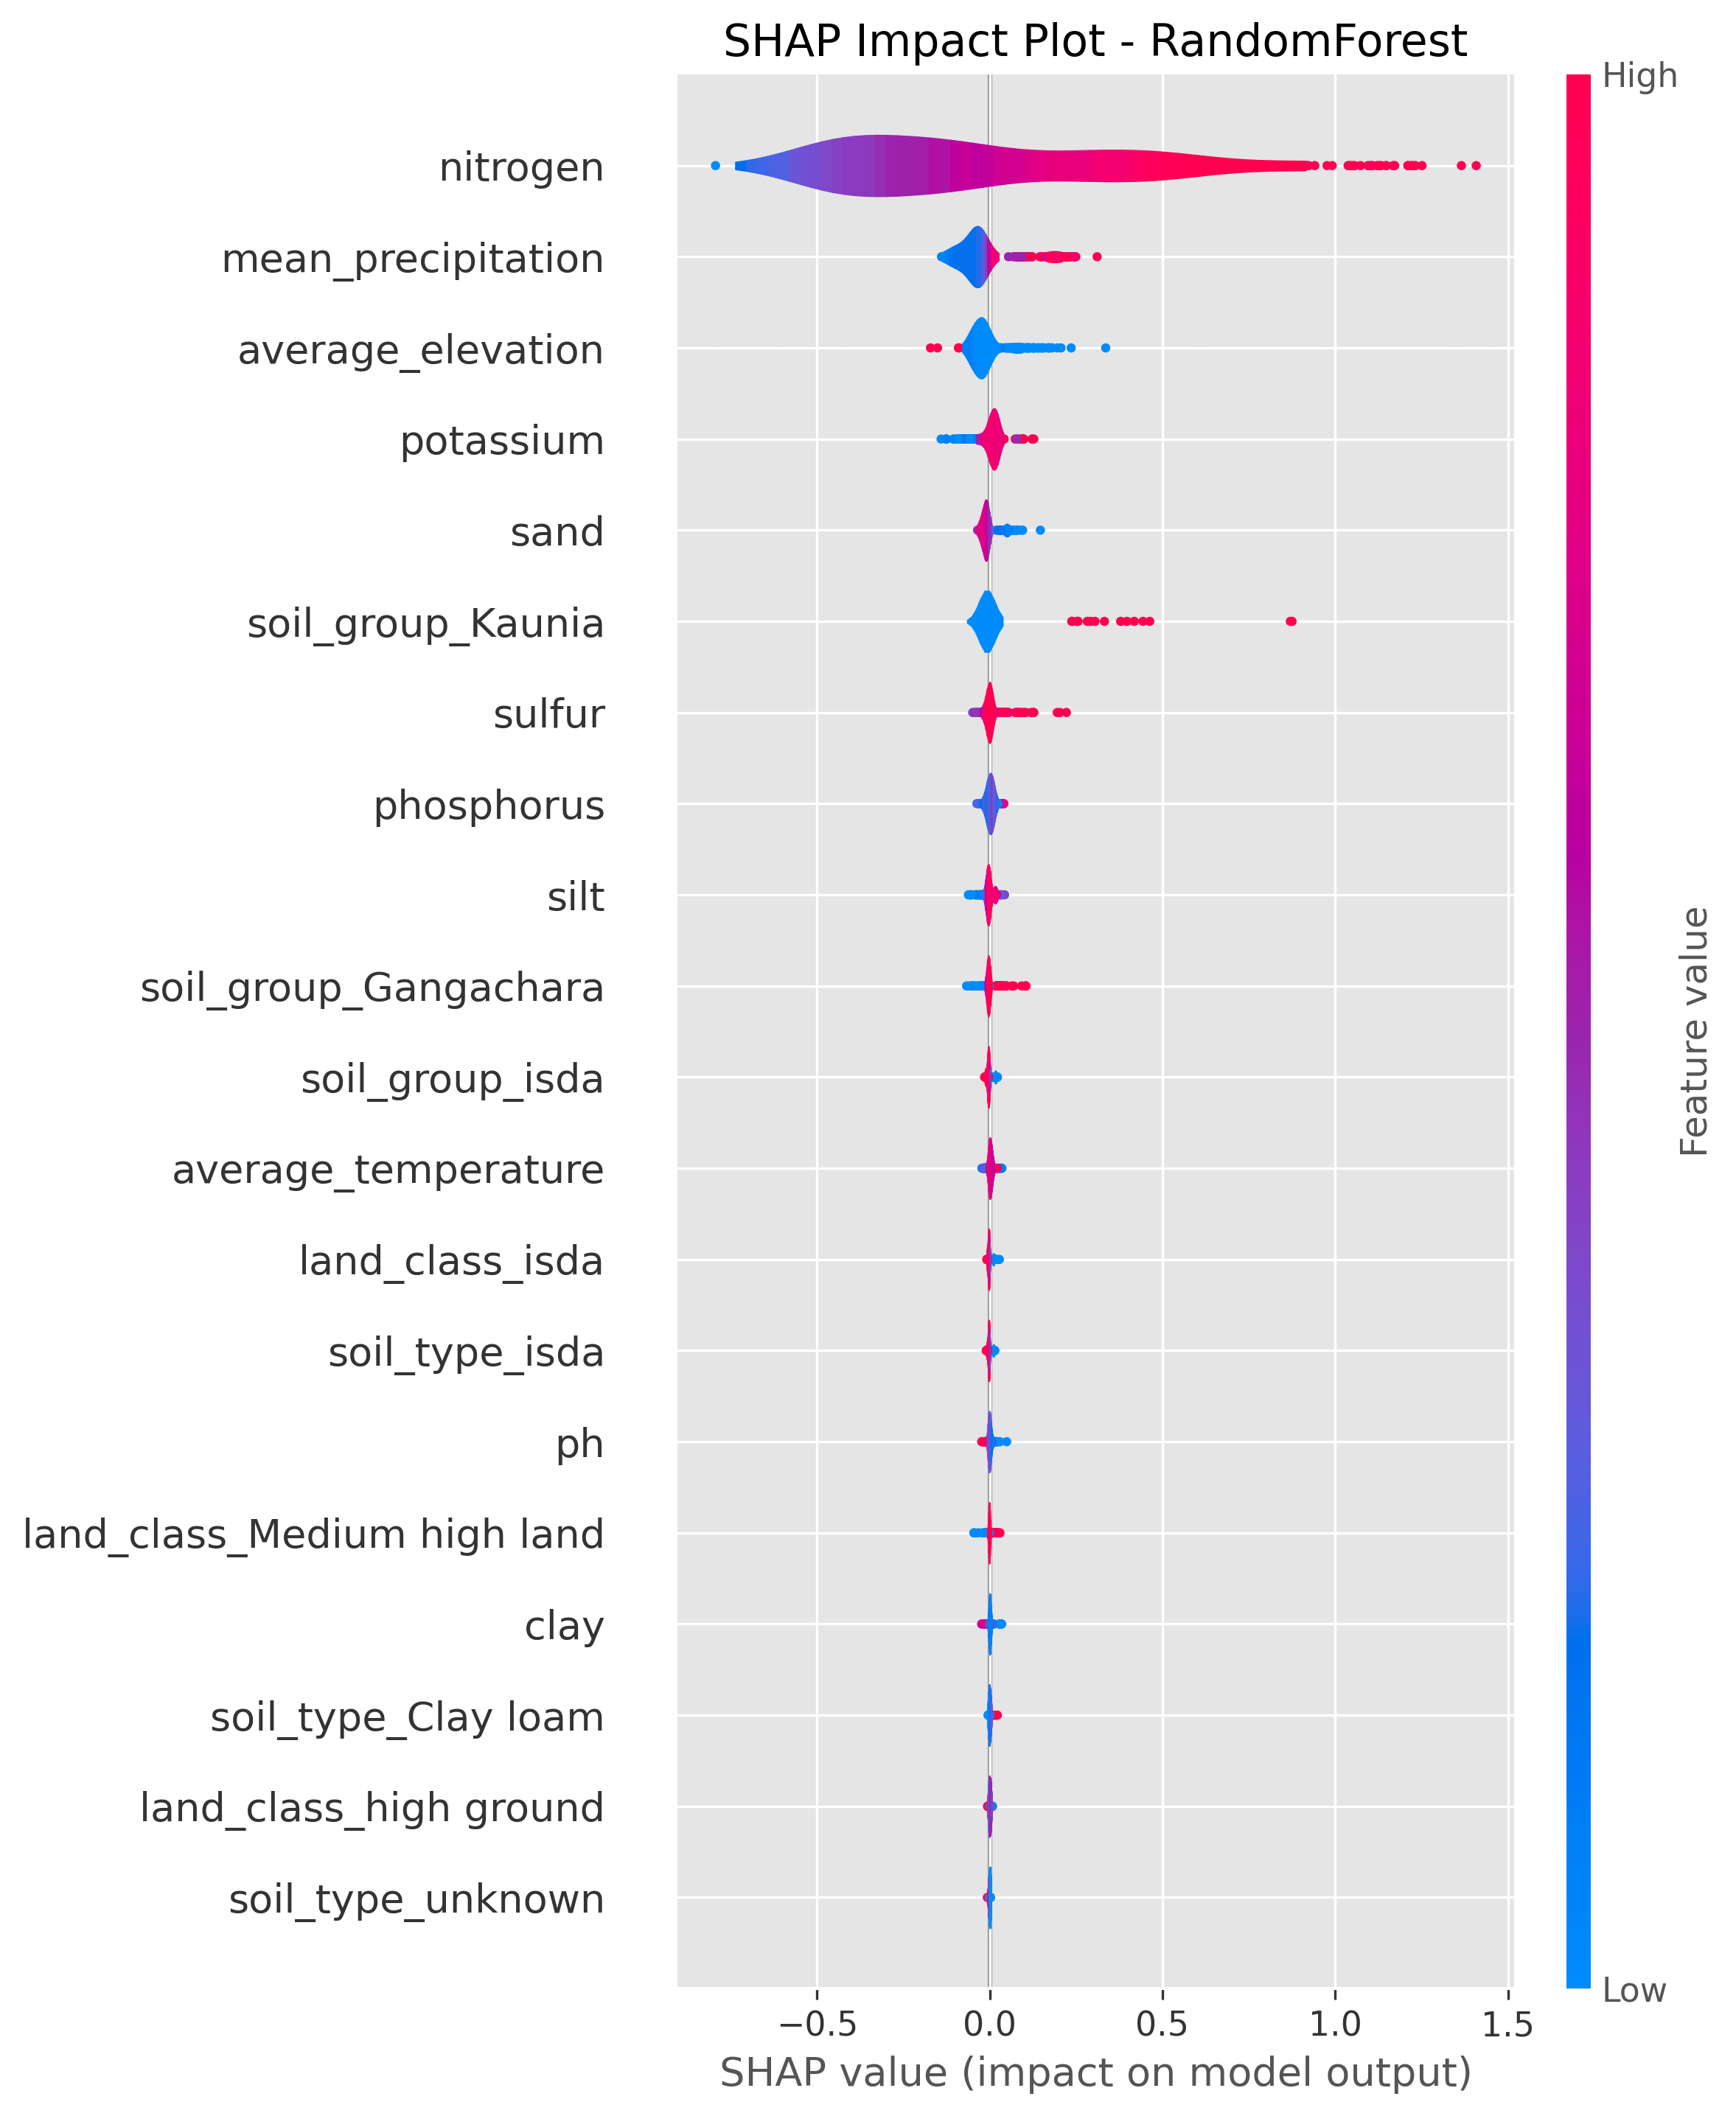 SHAP Impact Plot - RandomForest
High
nitrogen
mean_precipitation
average_elevation
potassium
sand
soil_group_Kaunia
sulfur
phosphorus
silt
soil_group_Gangachara
soil_group_isda
average_temperature
land_class_isda
soil_type_isda
ph
land_class_Medium high land
clay
soil_type_Clay loam
land_class_high ground
soil_type_unknown
Feature value
Low
−0.5 0.0 0.5 1.0 1.5
SHAP value (impact on model output)